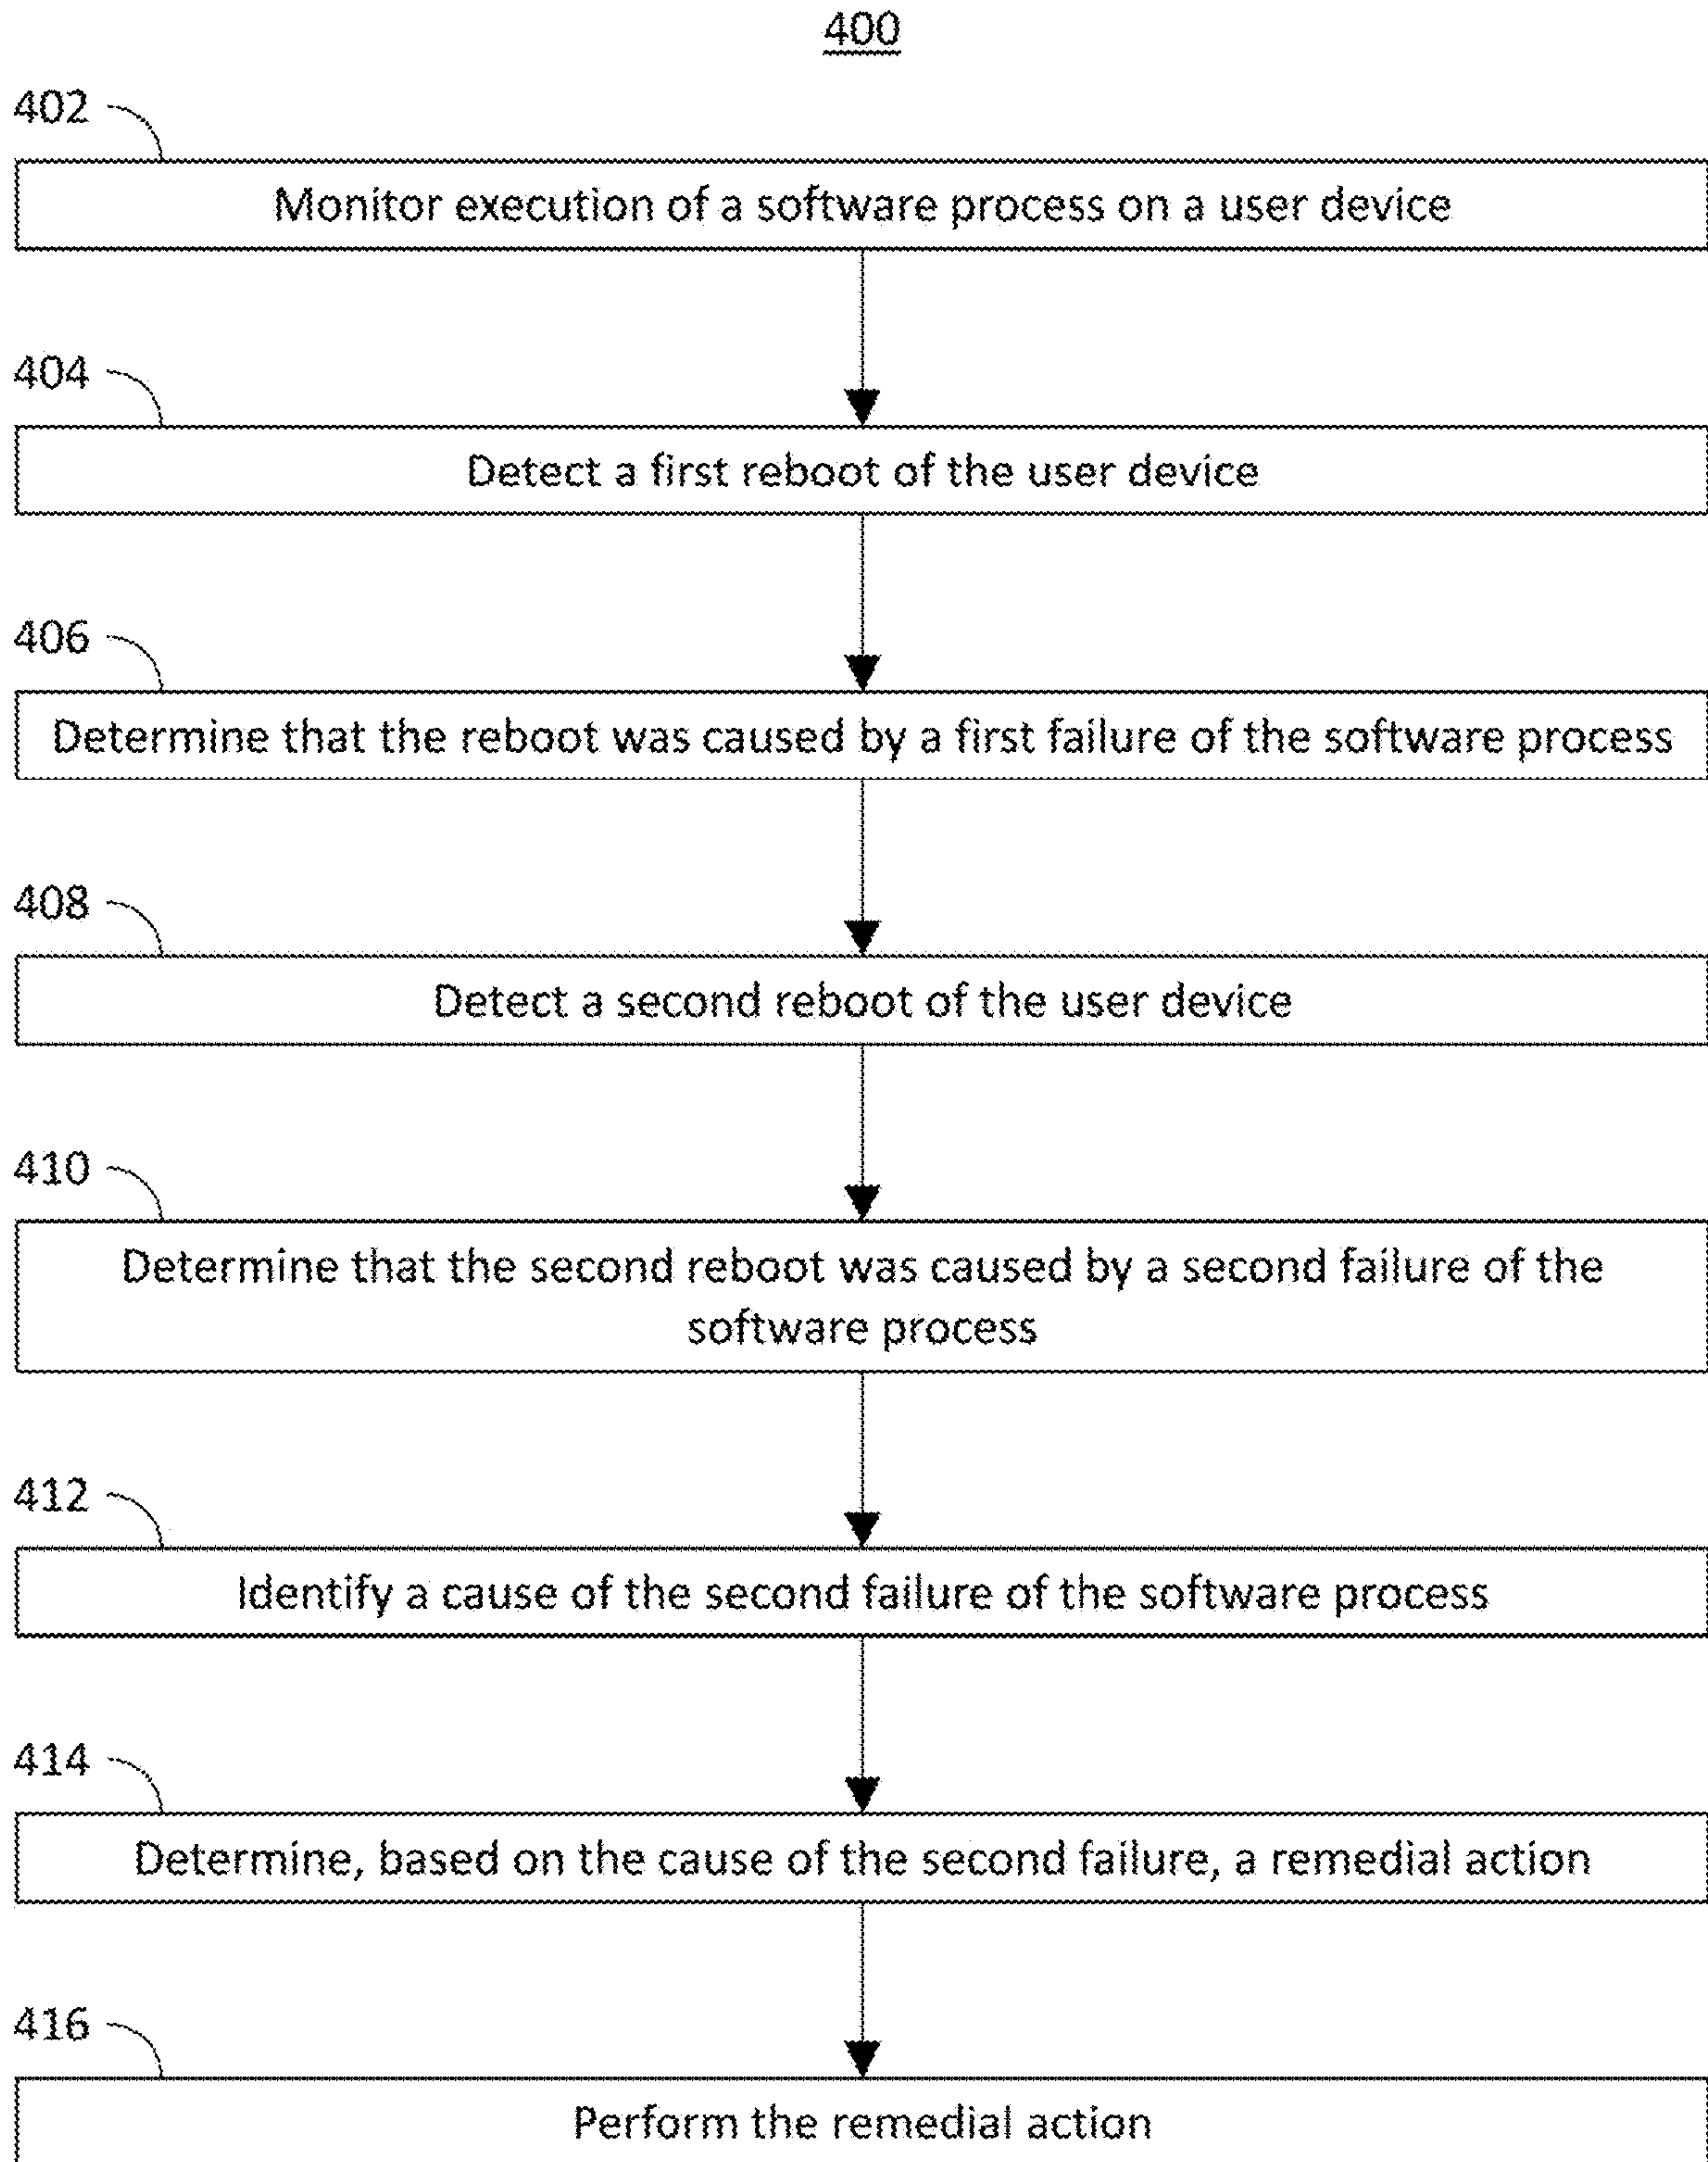 400
402
Monitor execution of a software process on a user device
404
Detect a first reboot of the user device
406
Determine that the reboot was caused by a first failure of the software process
408
Detect a second reboot of the user device
410
Determine that the second reboot was caused by a second failure of the
software process
412
Identify a cause of the second failure of the software process
414
Determine, based on the cause of the second failure, a remedial action
416
Perform the remedial action